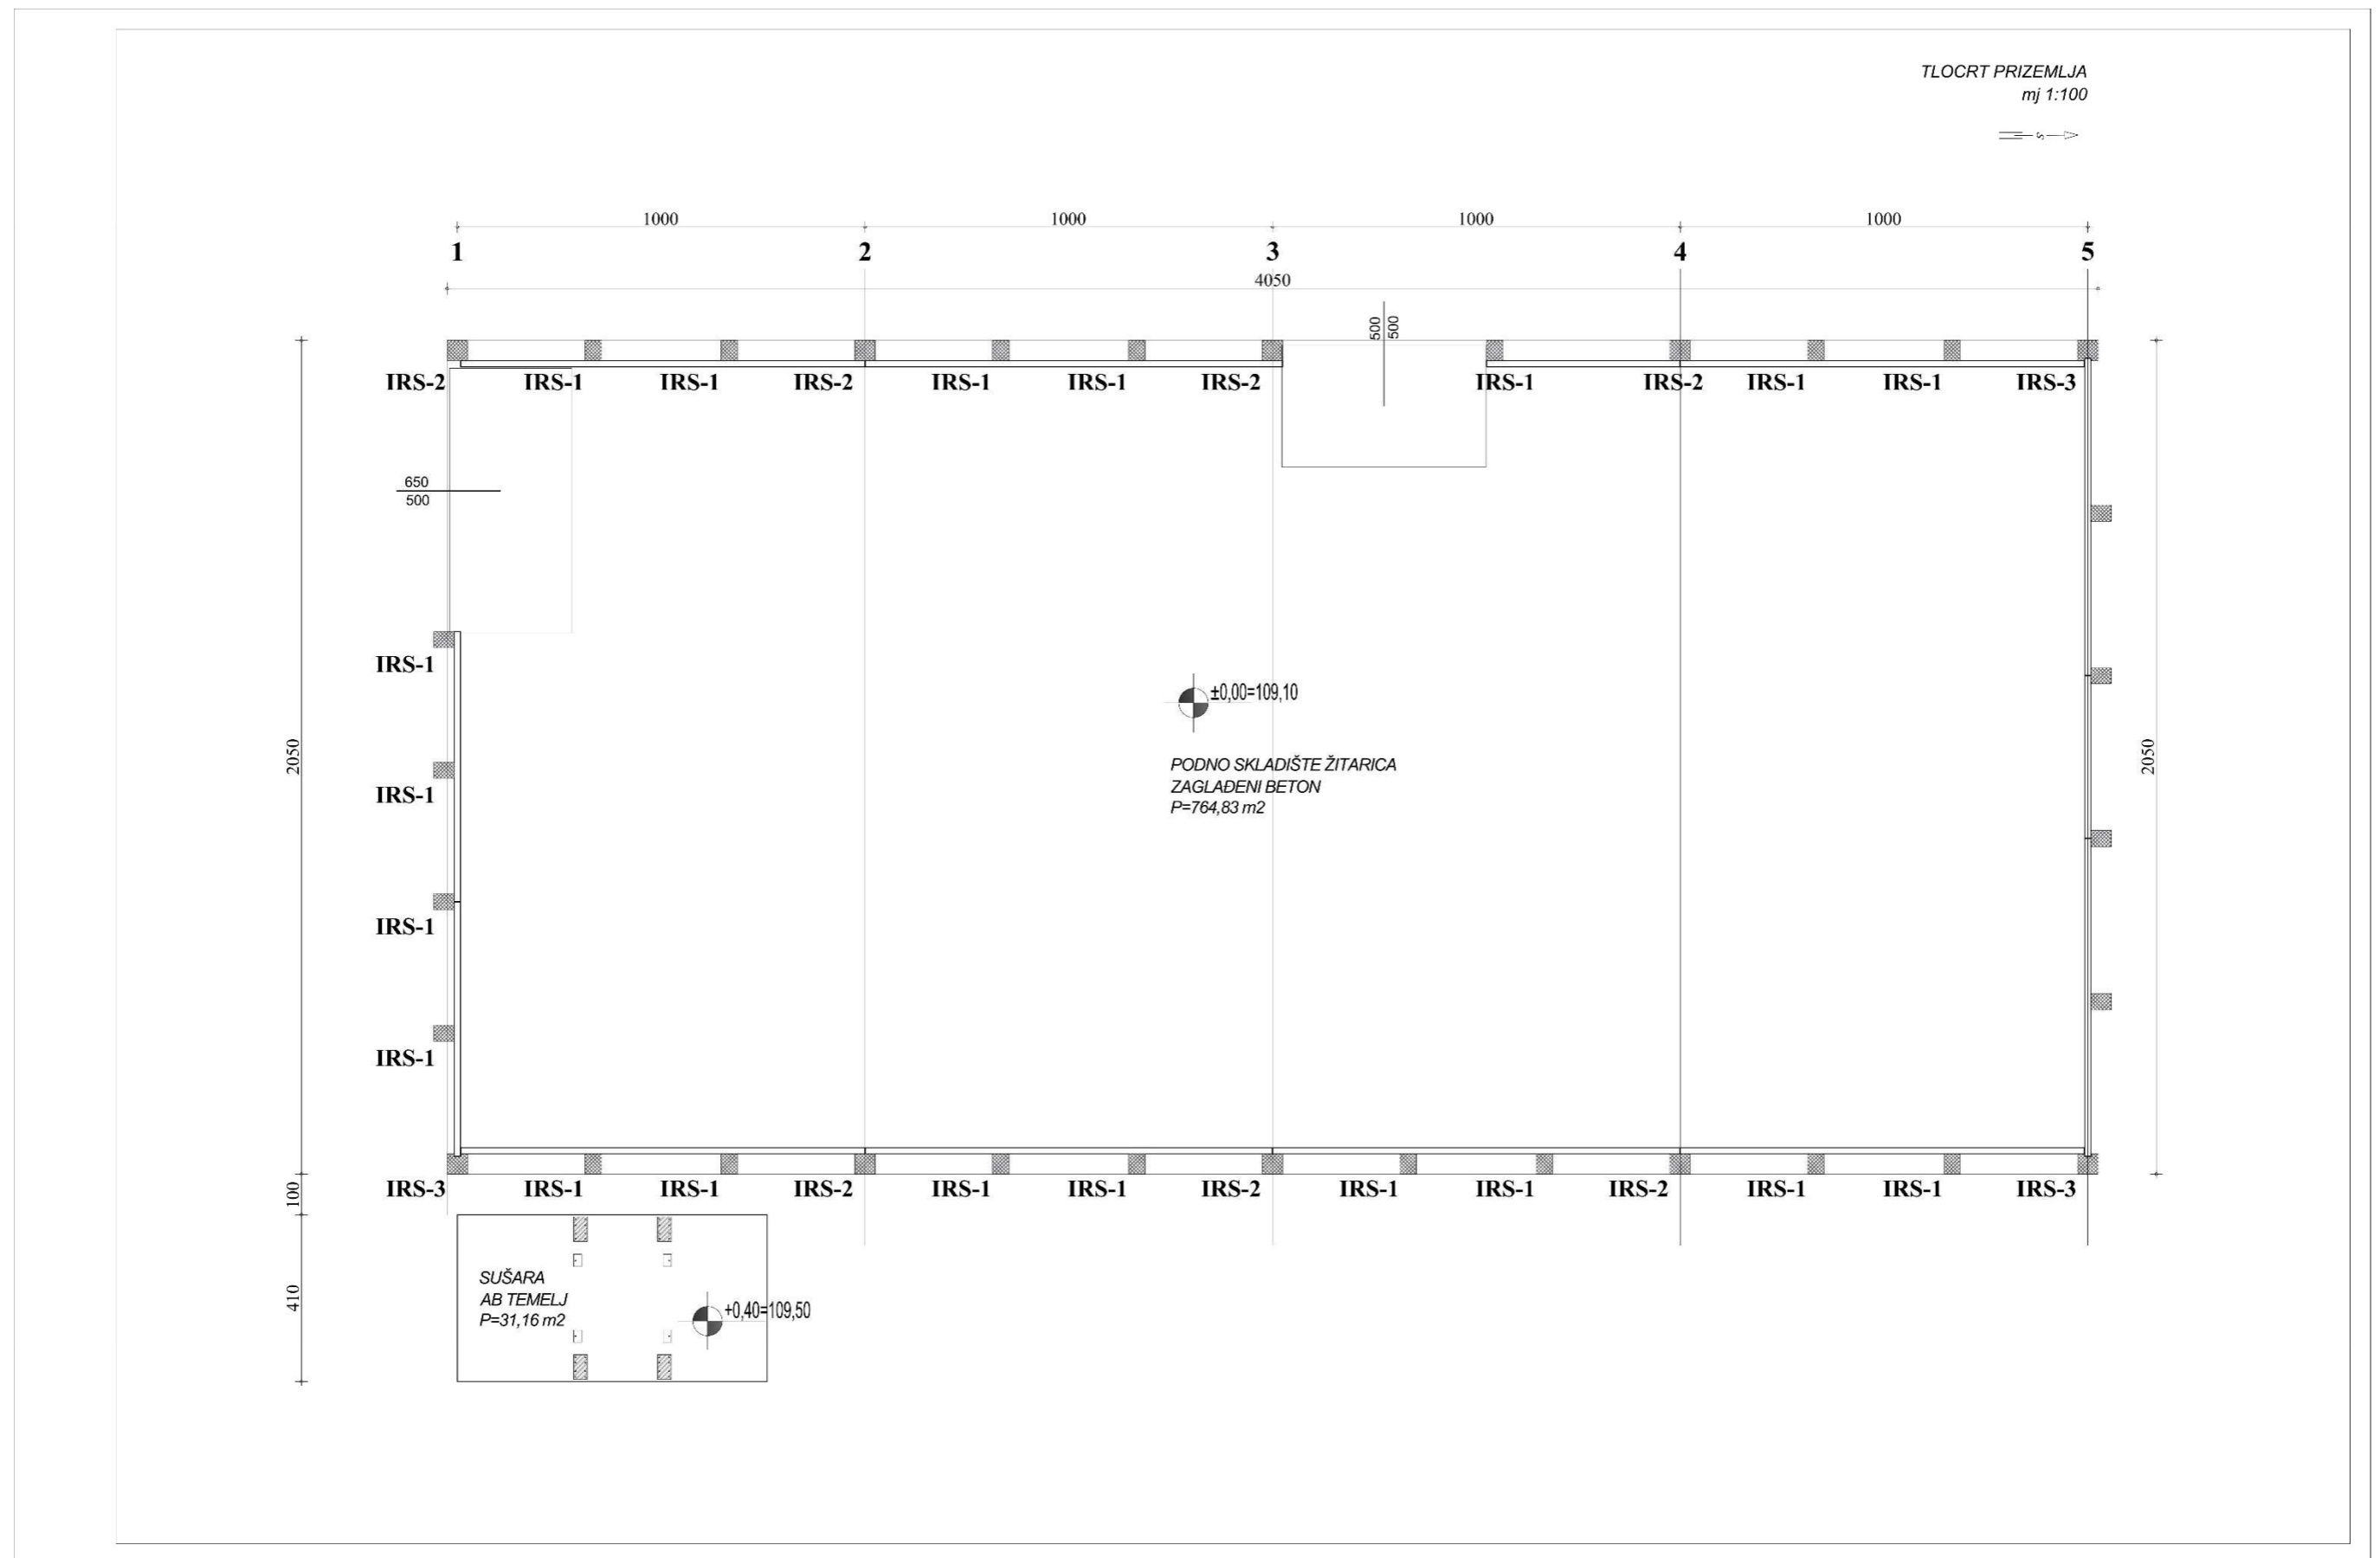 TLOCRT PRIZEMLJA
mj 1:100
S
1000 1000 1000 1000
1 2 3 4 5
4050
500
500
IRS-2 IRS-1 IRS-1 IRS-2 IRS-1 IRS-1 IRS-2 IRS-1 IRS-2 IRS-1 IRS-1 IRS-3
650
500
IRS-1
±0,00=109,10
2050
2050
PODNO SKLADIŠTE ŽITARICA
ZAGLAĐENI BETON
P=764,83 m2
IRS-1
IRS-1
IRS-1
IRS-3 IRS-1 IRS-1 IRS-2 IRS-1 IRS-1 IRS-2 IRS-1 IRS-1 IRS-2 IRS-1 IRS-1 IRS-3
100
410
SUŠARA
AB TEMELJ
P=31,16 m2
+0,40=109,50